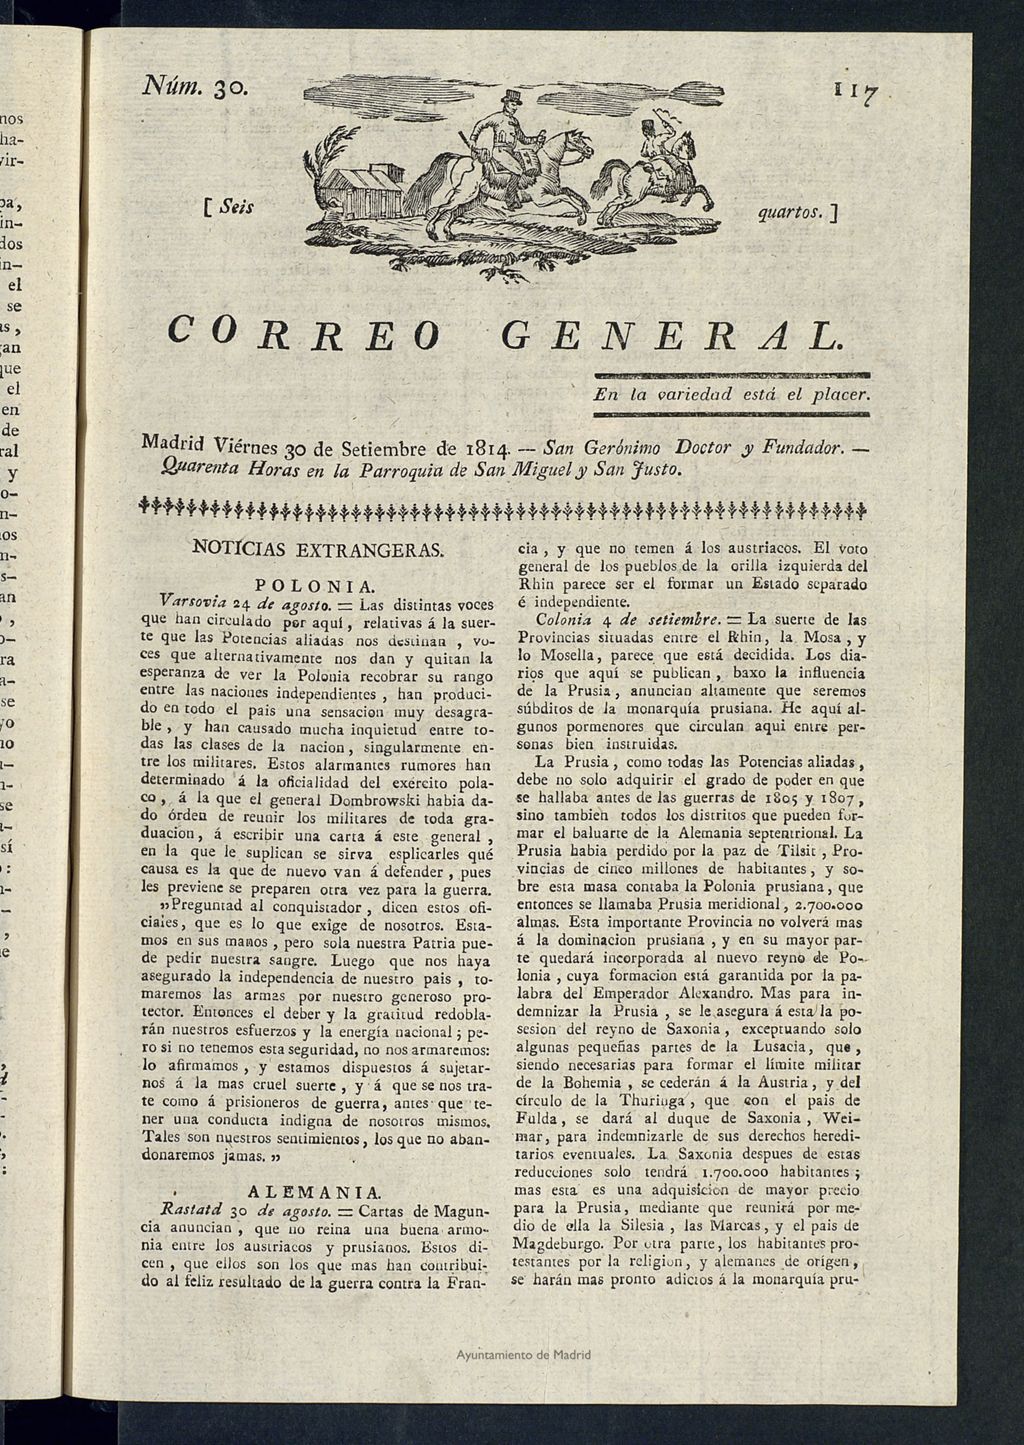 Núm. 30.
117
[ Seis
quartos. ]
CORREO GENERAL.
En la variedad está el placer.
Madrid Viérnes 30 de Setiembre de 1814. — San Gerónimo Doctor y Fundador. —
Quarenta Horas en la Parroquia de San Miguel y San Justo.
NOTICIAS EXTRANGERAS.
POLONIA.
Varsovia 24 de agosto. = Las distintas voces
que han circulado por aquí, relativas á la suer-
te que las Potencias aliadas nos destinan , vo-
ces que alternativamente nos dan y quitan la
esperanza de ver la Polonia recobrar su rango
entre las naciones independientes , han produci-
do en todo el pais una sensacion muy desagra-
ble , y han causado mucha inquietud entre to-
das las clases de la nacion, singularmente en-
tre los militares. Estos alarmantes rumores han
determinado á la oficialidad del exército pola-
co , á la que el general Dombrowski habia da-
do órden de reunir los militares de toda gra-
duacion, á escribir una carta á este general ,
en la que le suplican se sirva esplicarles qué
causa es la que de nuevo van á defender , pues
les previene se preparen otra vez para la guerra.
»Preguntad al conquistador , dicen estos ofi-
ciales, que es lo que exige de nosotros. Esta-
mos en sus manos , pero sola nuestra Patria pue-
de pedir nuestra sangre. Luego que nos haya
asegurado la independencia de nuestro pais , to-
maremos las armas por nuestro generoso pro-
tector. Entonces el deber y la gratitud redobla-
rán nuestros esfuerzos y la energía nacional ; pe-
ro si no tenemos esta seguridad, no nos armaremos:
lo afirmamos , y estamos dispuestos á sujetar-
nos á la mas cruel suerte , y á que se nos tra-
te como á prisioneros de guerra, antes que te-
ner una conducta indigna de nosotros mismos.
Tales son nuestros sentimientos, los que no aban-
donaremos jamas. »
ALEMANIA.
Rastatd 30 de agosto. = Cartas de Magun-
cia anuncian , que no reina una buena armo-
nia entre los austriacos y prusianos. Estos di-
cen , que ellos son los que mas han contribui-
do al feliz resultado de la guerra contra la Fran-
cia , y que no temen á los austriacos. El voto
general de los pueblos de la orilla izquierda del
Rhin parece ser el formar un Estado separado
é independiente.
Colonia 4 de setiembre. = La suerte de las
Provincias situadas entre el Rhin, la Mosa , y
lo Mosella, parece que está decidida. Los dia-
rios que aquí se publican , baxo la influencia
de la Prusia, anuncian altamente que seremos
súbditos de la monarquía prusiana. He aquí al-
gunos pormenores que circulan aqui entre per-
sonas bien instruidas.
La Prusia , como todas las Potencias aliadas ,
debe no solo adquirir el grado de poder en que
se hallaba antes de las guerras de 1805 y 1807,
sino tambien todos los distritos que pueden for-
mar el baluarte de la Alemania septentrional. La
Prusia habia perdido por la paz de Tilsit , Pro-
vincias de cinco millones de habitantes, y so-
bre esta masa contaba la Polonia prusiana, que
entonces se llamaba Prusia meridional, 2.700.000
almas. Esta importante Provincia no volverá mas
á la dominacion prusiana , y en su mayor par-
te quedará incorporada al nuevo reyno de Po-
lonia , cuya formacion está garantida por la pa-
labra del Emperador Alexandro. Mas para in-
demnizar la Prusia , se le asegura á esta la po-
sesion del reyno de Saxonia, exceptuando solo
algunas pequeñas partes de la Lusacia, que,
siendo necesarias para formar el límite militar
de la Bohemia , se cederán á la Austria, y del
círculo de la Thuringa, que con el pais de
Fulda, se dará al duque de Saxonia , Wei-
mar, para indemnizarle de sus derechos heredi-
tarios eventuales. La Saxonia despues de estas
reducciones solo tendrá 1.700.000 habitantes ;
mas esta es una adquisicion de mayor precio
para la Prusia, mediante que reunirá por me-
dio de ella la Silesia , las Marcas, y el pais de
Magdeburgo. Por otra parte, los habitantes pro-
testantes por la religion, y alemanes de orígen,
se harán mas pronto adictos á la monarquía pru-
Ayuntamiento de Madrid